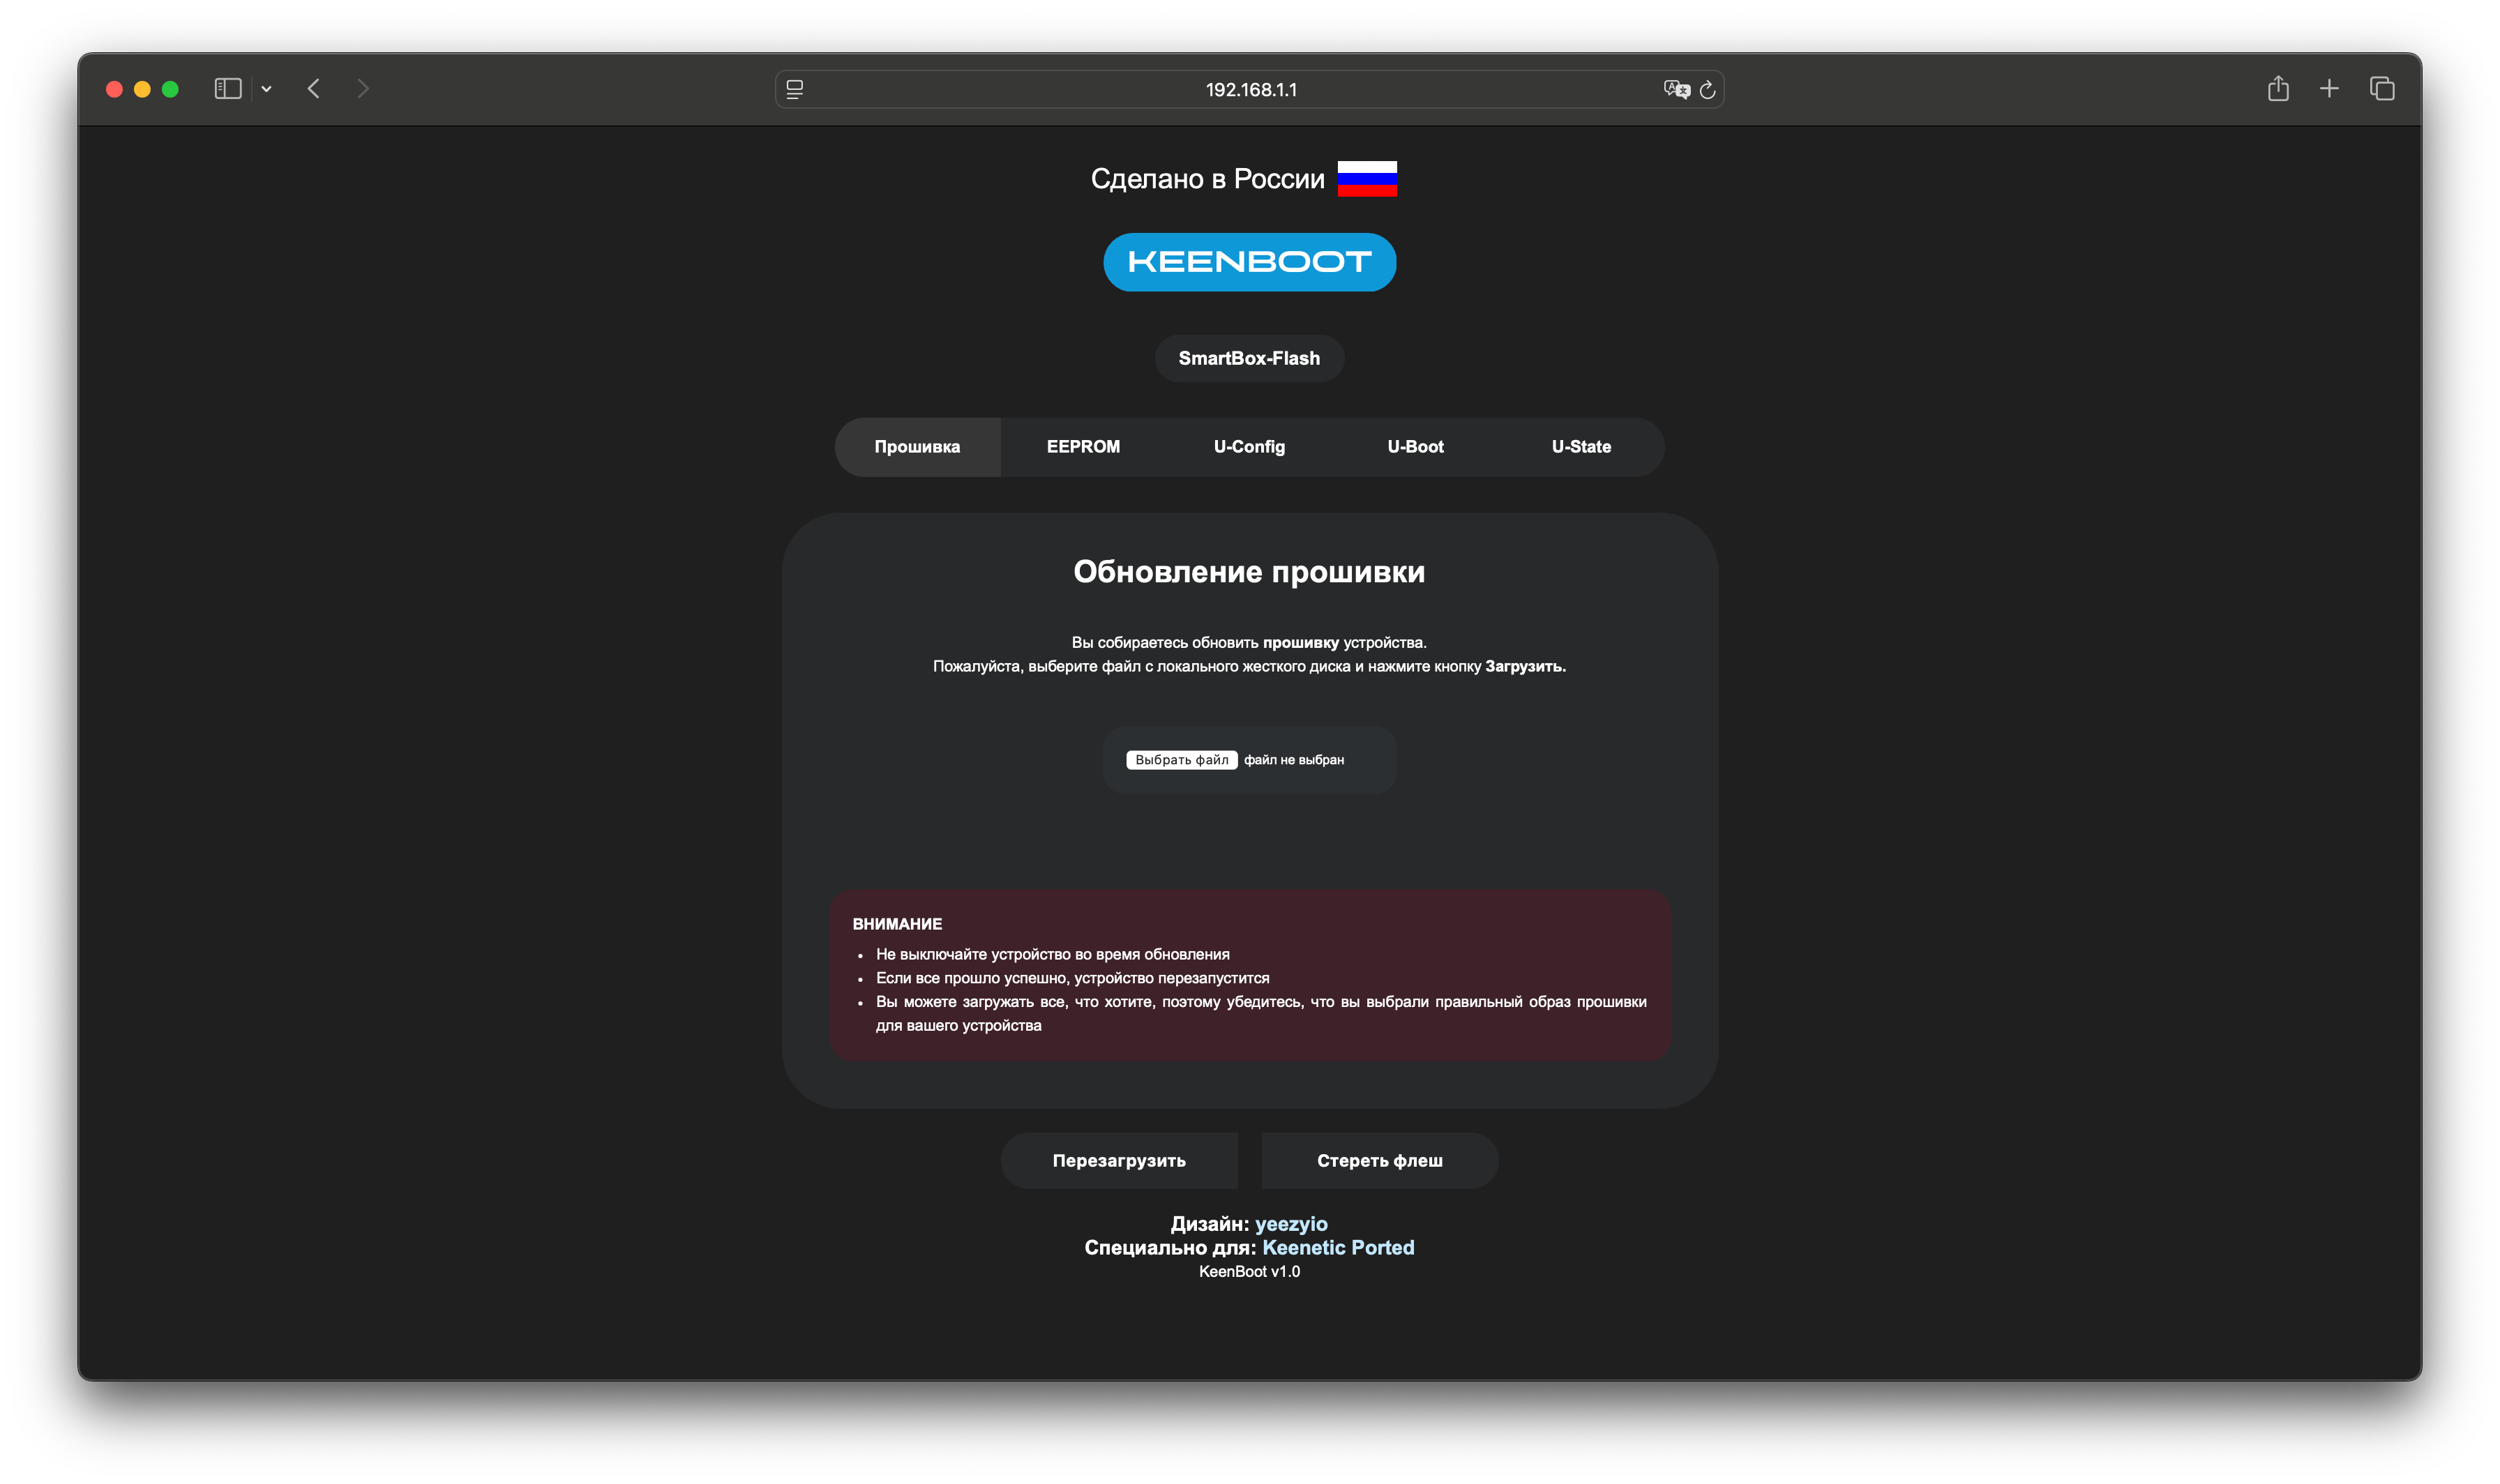 192.168.1.1
Сделано в России
KEENBOOT
SmartBox-Flash
Прошивка EEPROM U-Config U-Boot U-State
Обновление прошивки
Вы собираетесь обновить прошивку устройства.
Пожалуйста, выберите файл с локального жесткого диска и нажмите кнопку Загрузить.
Выбрать файл файл не выбран
ВНИМАНИЕ
• Не выключайте устройство во время обновления
• Если все прошло успешно, устройство перезапустится
• Вы можете загружать все, что хотите, поэтому убедитесь, что вы выбрали правильный образ прошивки
для вашего устройства
Перезагрузить Стереть флеш
Дизайн: yeezyio
Специально для: Keenetic Ported
KeenBoot v1.0